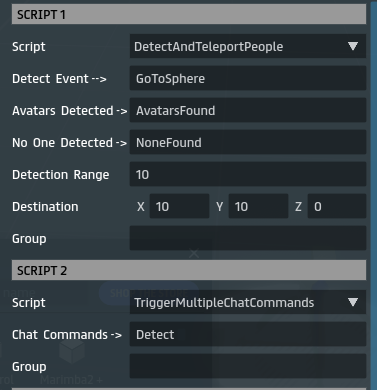 SCRIPT 1
Script DetectAndTeleportPeople
Detect Event--> GoToSphere
Avatars Detected-> AvatarsFound
No One Detected-> NoneFound
Detection Range 10
Destination X 10 Y 10 Z 0
Group
SCRIPT 2
Script TriggerMultipleChatCommands
Chat Commands-> Detect
Group